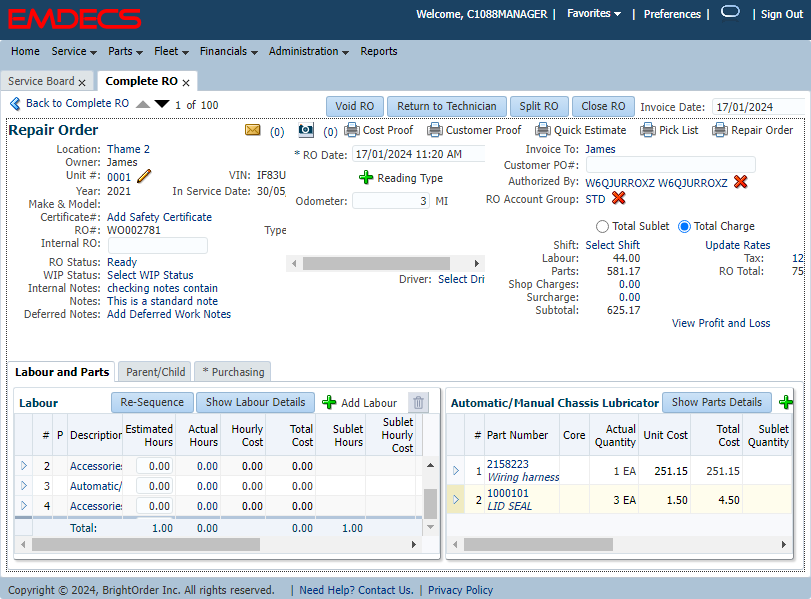 EMDECS
Welcome, C1088MANAGER | Favorites | Preferences | | Sign Out
Home Service Parts Fleet Financials Administration Reports
Service Board x Complete RO x
Back to Complete RO 1 of 100 Void RO Return to Technician Split RO Close RO Invoice Date: 17/01/2024
Repair Order (0) (0) Cost Proof Customer Proof Quick Estimate Pick List Repair Order
Location: Thame 2
Owner: James
Unit #: 0001 VIN: IF83U
Year: 2021 In Service Date: 30/05,
Make & Model:
Certificate#: Add Safety Certificate
RO#: WO002781 Type
Internal RO:
RO Status: Ready
WIP Status: Select WIP Status
Internal Notes: checking notes contain
Notes: This is a standard note
Deferred Notes: Add Deferred Work Notes
* RO Date: 17/01/2024 11:20 AM
Reading Type
Odometer: 3 MI
Driver: Select Dri
Invoice To: James
Customer PO#:
Authorized By: W6QJURROXZ W6QJURROXZ
RO Account Group: STD
Total Sublet Total Charge
Shift: Select Shift Update Rates
Labour: 44.00 Tax: 12
Parts: 581.17 RO Total: 75
Shop Charges: 0.00
Surcharge: 0.00
Subtotal: 625.17
View Profit and Loss
Labour and Parts Parent/Child * Purchasing
Labour Re-Sequence Show Labour Details Add Labour
# P Description Estimated Hours Actual Hours Hourly Cost Total Cost Sublet Hours Sublet Hourly Cost
2 Accessories 0.00 0.00 0.00 0.00
3 Automatic/ 0.00 0.00 0.00 0.00
4 Accessories 0.00 0.00 0.00 0.00
Total: 1.00 0.00 0.00 1.00
Automatic/Manual Chassis Lubricator Show Parts Details
# Part Number Core Actual Quantity Unit Cost Total Cost Sublet Quantity
1 2158223 Wiring harness 1 EA 251.15 251.15
2 1000101 LID SEAL 3 EA 1.50 4.50
Copyright © 2024, BrightOrder Inc. All rights reserved. | Need Help? Contact Us. | Privacy Policy